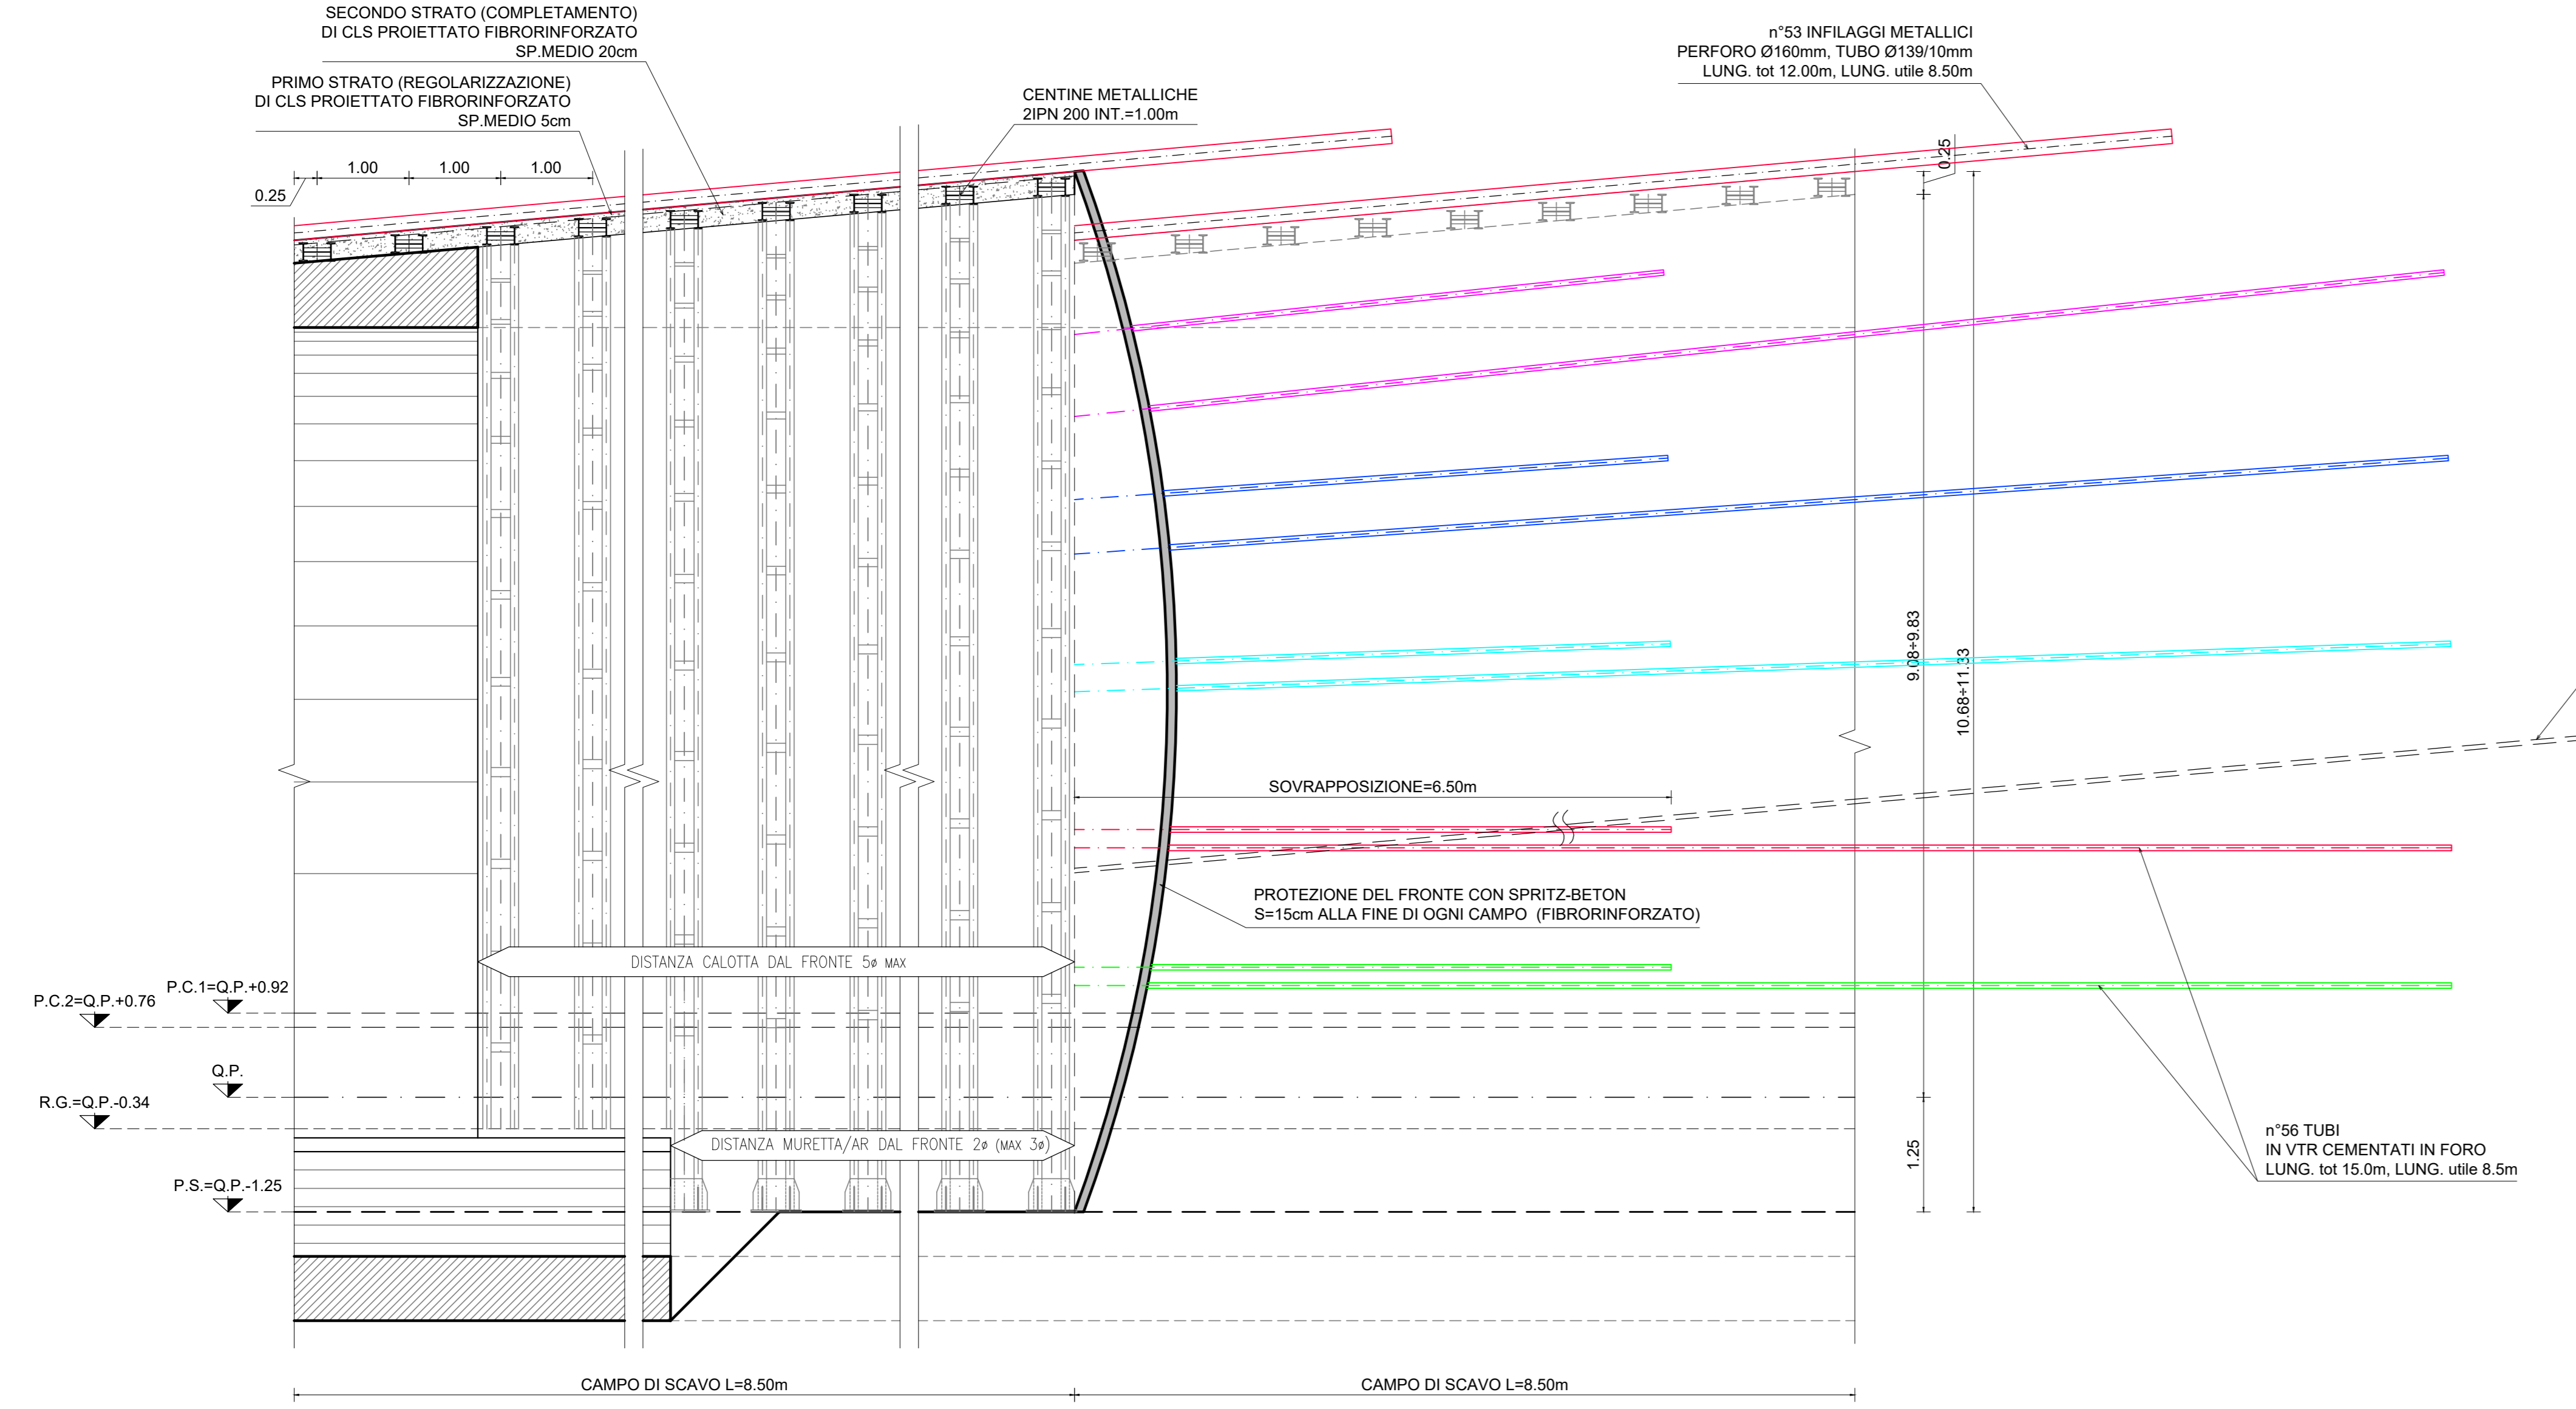 SECONDO STRATO (COMPLETAMENTO)
DI CLS PROIETTATO FIBRORINFORZATO
SP.MEDIO 20cm
PRIMO STRATO (REGOLARIZZAZIONE)
DI CLS PROIETTATO FIBRORINFORZATO
SP.MEDIO 5cm
CENTINE METALLICHE
2IPN 200 INT.=1.00m
n°53 INFILAGGI METALLICI
PERFORO Ø160mm, TUBO Ø139/10mm
LUNG. tot 12.00m, LUNG. utile 8.50m
0.25
1.00
1.00
1.00
0.25
9.08÷9.83
10.68÷11.33
1.25
SOVRAPPOSIZIONE=6.50m
PROTEZIONE DEL FRONTE CON SPRITZ-BETON
S=15cm ALLA FINE DI OGNI CAMPO (FIBRORINFORZATO)
DISTANZA CALOTTA DAL FRONTE 5ø MAX
P.C.1=Q.P.+0.92
P.C.2=Q.P.+0.76
Q.P.
R.G.=Q.P.-0.34
DISTANZA MURETTA/AR DAL FRONTE 2ø (MAX 3ø)
P.S.=Q.P.-1.25
n°56 TUBI
IN VTR CEMENTATI IN FORO
LUNG. tot 15.0m, LUNG. utile 8.5m
CAMPO DI SCAVO L=8.50m
CAMPO DI SCAVO L=8.50m